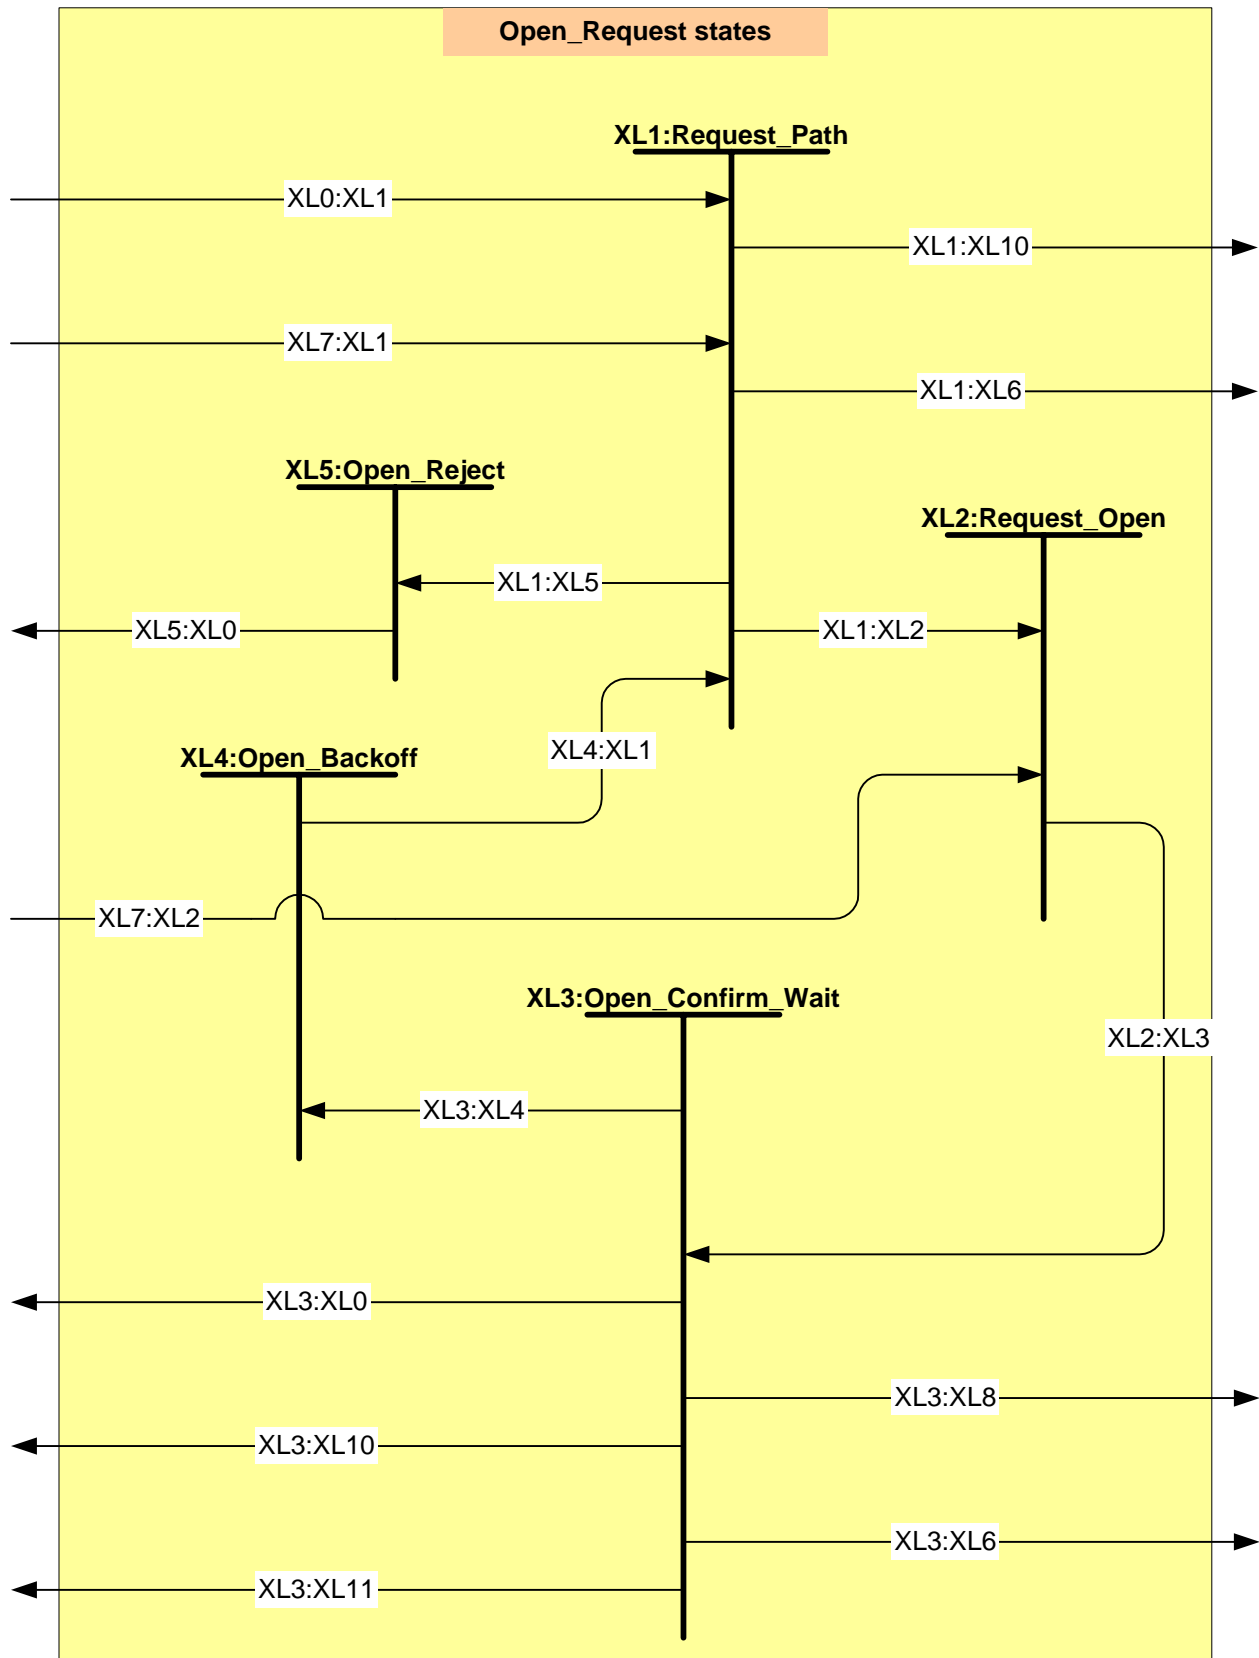 Open_Request states
XL1:Request_Path
XL0:XL1
XL1:XL10
XL7:XL1
XL1:XL6
XL5:Open_Reject
XL2:Request_Open
XL1:XL5
XL5:XL0
XL1:XL2
XL4:XL1
XL4:Open_Backoff
XL7:XL2
XL3:Open_Confirm_Wait
XL2:XL3
XL3:XL4
XL3:XL0
XL3:XL8
XL3:XL10
XL3:XL6
XL3:XL11